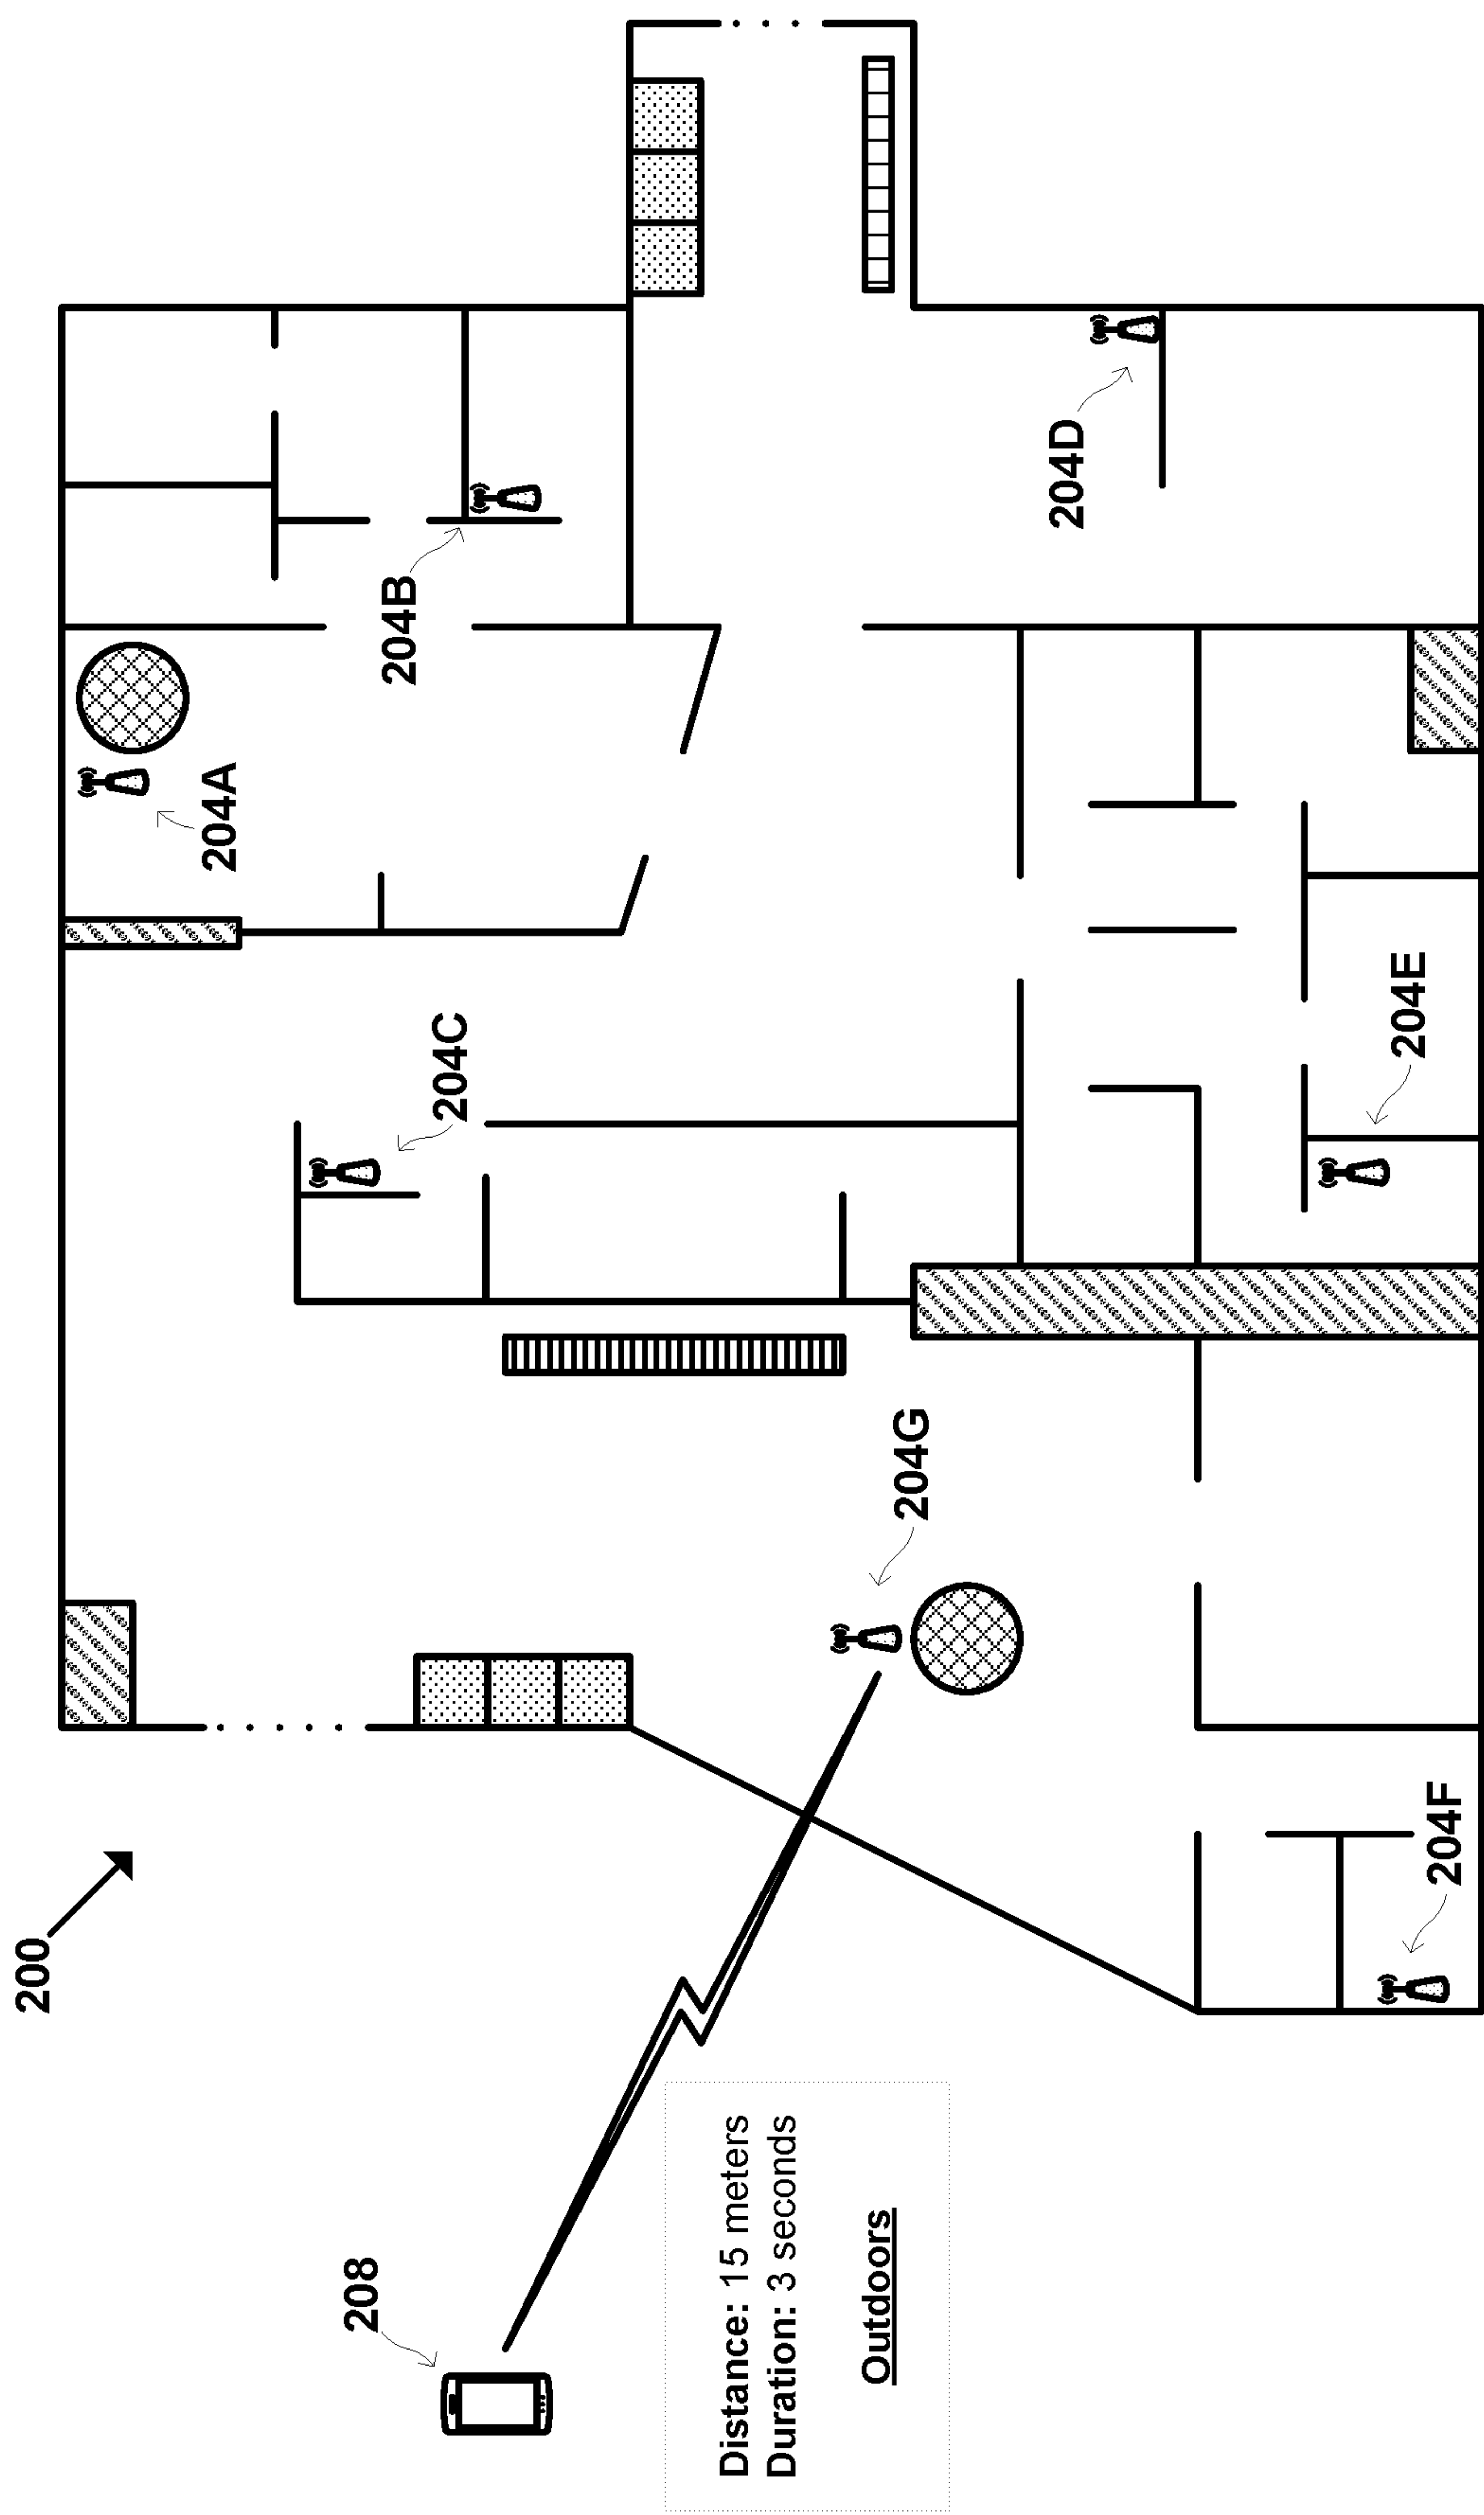 200
208
204A
204B
204C
204D
204E
204F
204G
Distance: 15 meters
Duration: 3 seconds
Outdoors